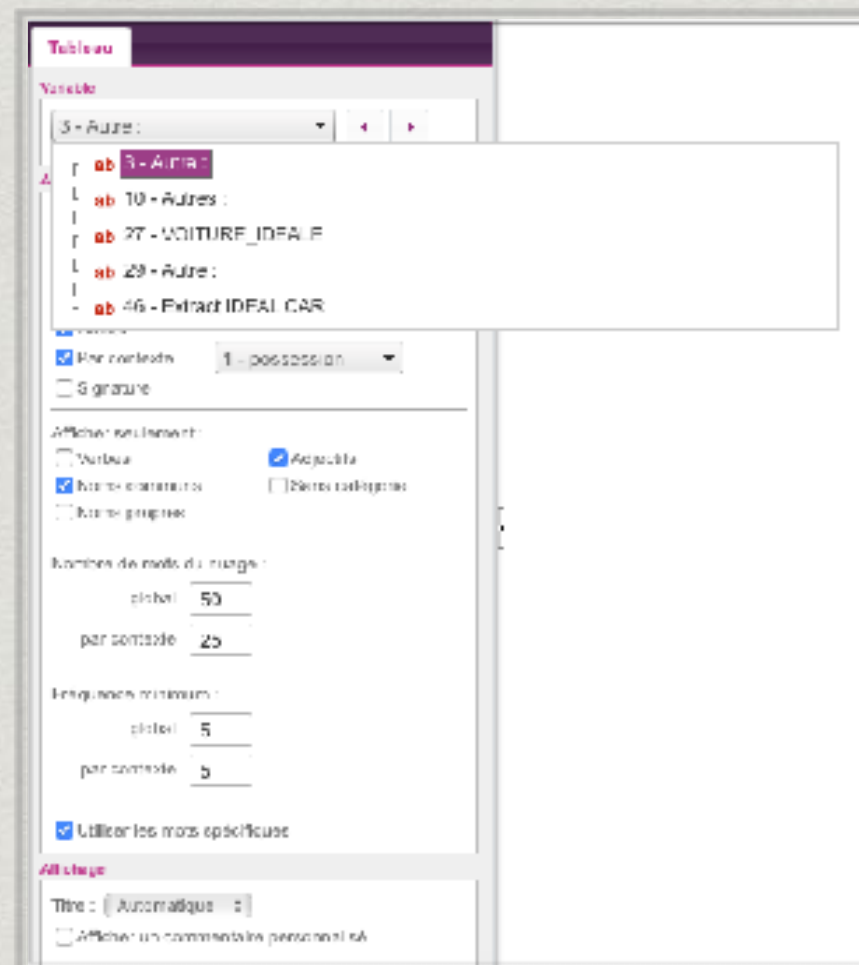 Tableau
Variable
3 - Autre :
ab 3 - Autre :
ab 10 - Autres :
ab 27 - VOITURE_IDEALE
ab 29 - Autre :
ab 46 - Extract IDEAL CAR
Par contexte 1 - possession
Signature
Afficher seulement :
Verbes Adjectifs
Noms communs Sans catégorie
Noms propres
Nombre de mots du nuage :
global 50
par contexte 25
Fréquence minimum :
global 5
par contexte 5
Utiliser les mots spécifiques
Affichage
Titre : Automatique
Afficher un commentaire personnalisé